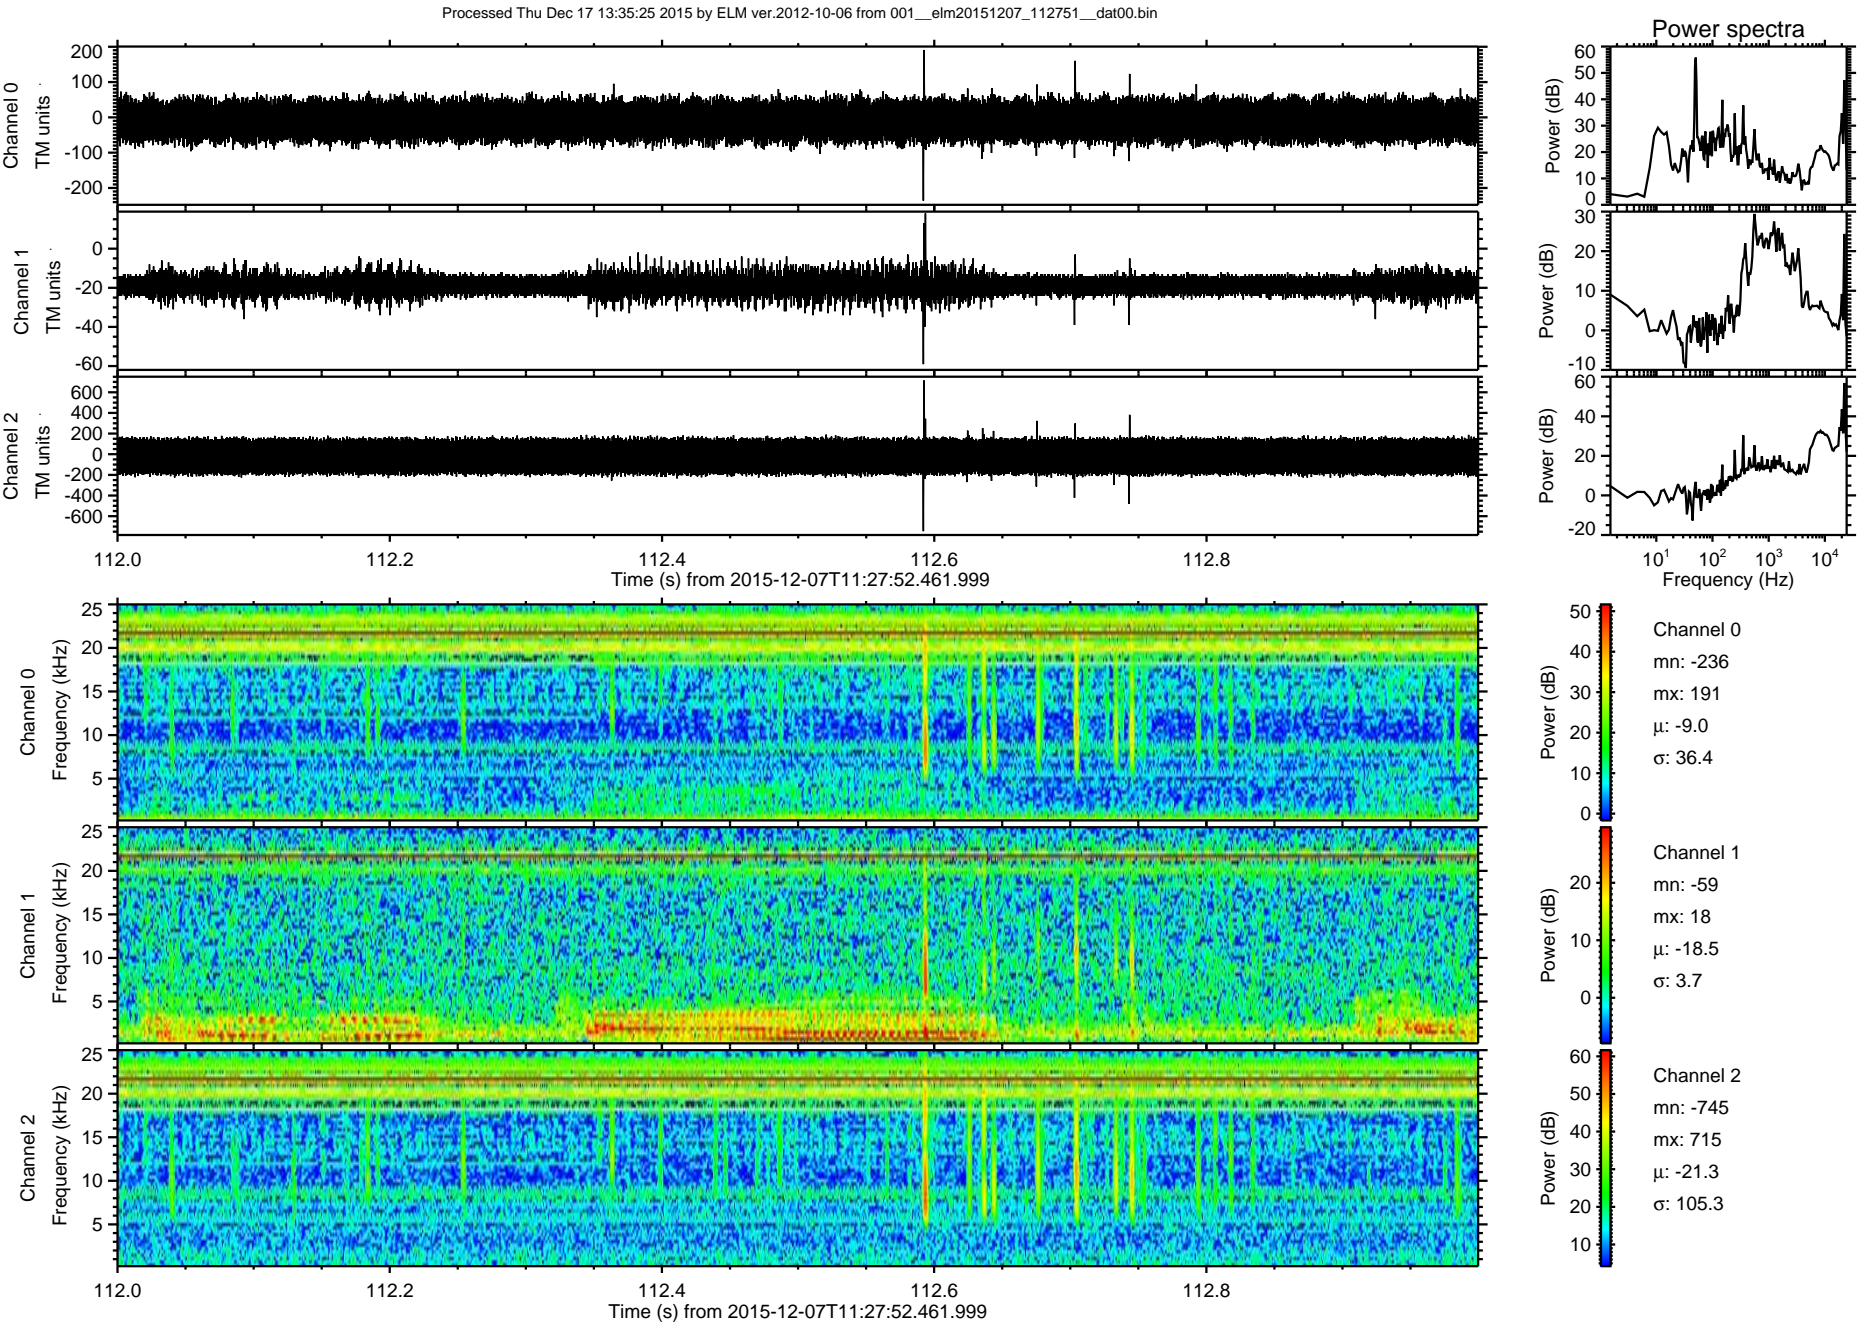 Processed Thu Dec 17 13:35:25 2015 by ELM ver.2012-10-06 from 001__elm20151207_112751__dat00.bin
Power spectra
Channel 0
TM units
200
100
0
-100
-200
Power (dB)
60
50
40
30
20
10
0
Channel 1
TM units
0
-20
-40
-60
Power (dB)
30
20
10
0
-10
Channel 2
TM units
600
400
200
0
-200
-400
-600
Power (dB)
60
40
20
0
-20
112.0 112.2 112.4 112.6 112.8
Time (s) from 2015-12-07T11:27:52.461.999
10^1 10^2 10^3 10^4
Frequency (Hz)
Channel 0
Frequency (kHz)
25
20
15
10
5
Power (dB)
50
40
30
20
10
0
Channel 0
mn: -236
mx: 191
μ: -9.0
σ: 36.4
Channel 1
Frequency (kHz)
25
20
15
10
5
Power (dB)
20
10
0
Channel 1
mn: -59
mx: 18
μ: -18.5
σ: 3.7
Channel 2
Frequency (kHz)
25
20
15
10
5
Power (dB)
60
50
40
30
20
10
Channel 2
mn: -745
mx: 715
μ: -21.3
σ: 105.3
112.0 112.2 112.4 112.6 112.8
Time (s) from 2015-12-07T11:27:52.461.999